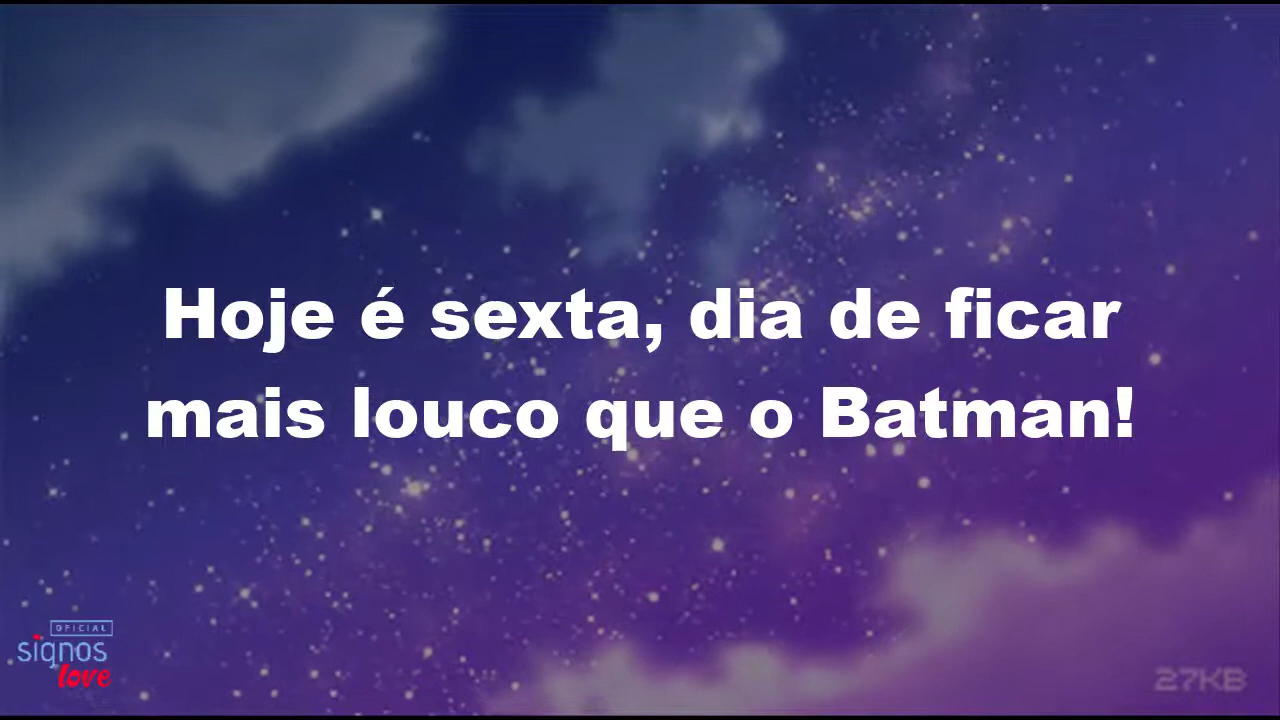 Hoje é sexta, dia de ficar
mais louco que o Batman!
OFICIAL
signos
love
27KB